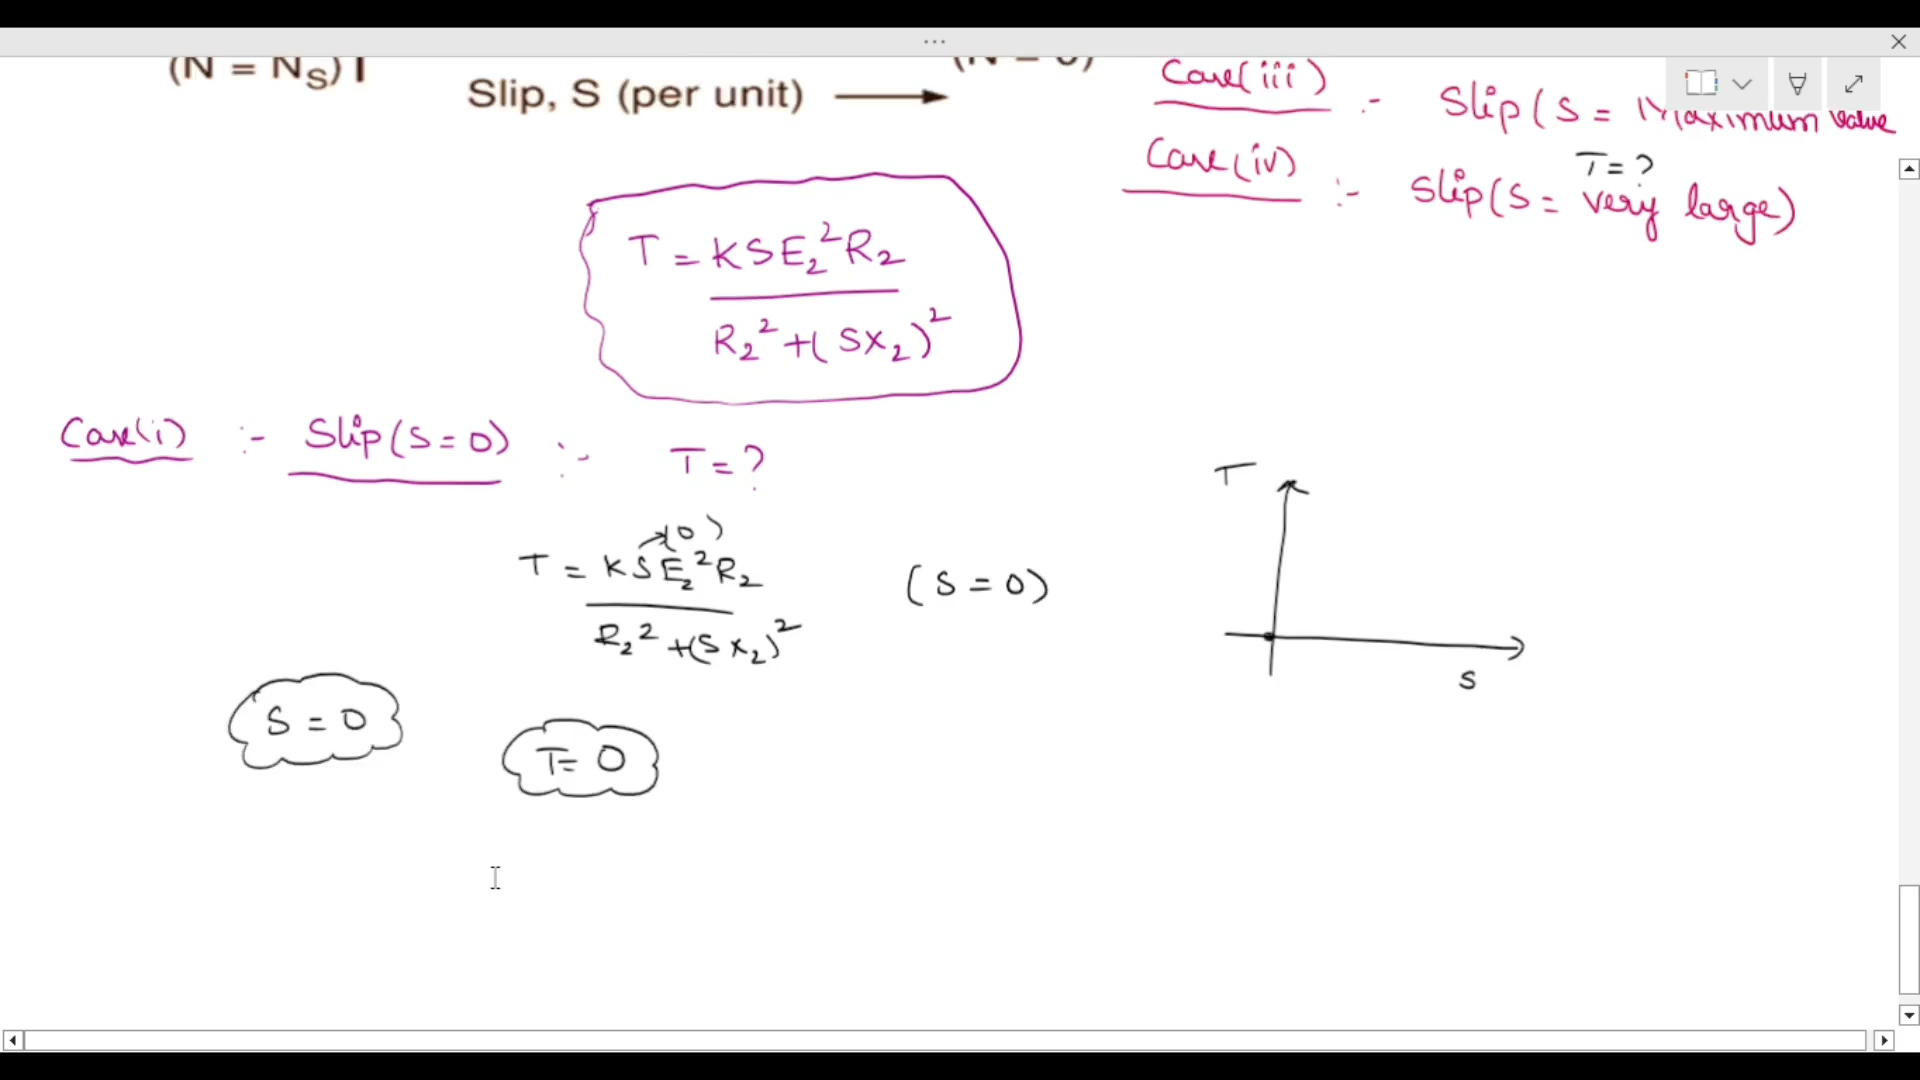 (N = NS)
Slip, S (per unit)
Case(iii) :- Slip(S = Maximum value
T = ?
Case(iv) :- Slip(S = very large)
T = KSE₂²R₂
R₂² + (SX₂)²
Case(i) :- Slip(S = 0) :- T = ?
(0)
T = KSE₂²R₂
(S = 0)
R₂² + (SX₂)²
T
S
S = 0
T = 0